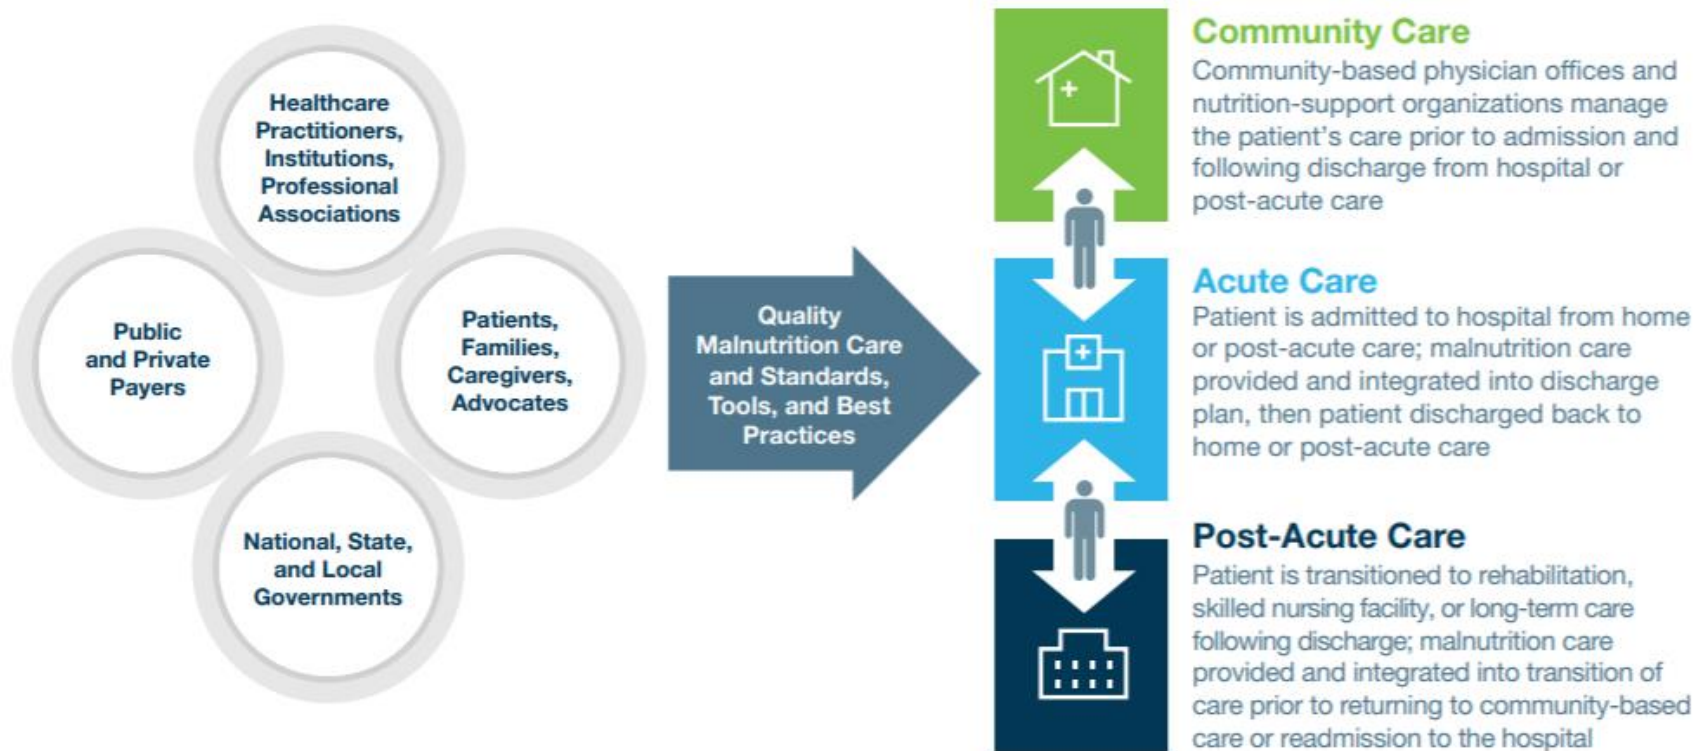 Healthcare
Practitioners,
Institutions,
Professional
Associations
Public
and Private
Payers
Patients,
Families,
Caregivers,
Advocates
National, State,
and Local
Governments
Quality
Malnutrition Care
and Standards,
Tools, and Best
Practices
Community Care
Community-based physician offices and
nutrition-support organizations manage
the patient's care prior to admission and
following discharge from hospital or
post-acute care
Acute Care
Patient is admitted to hospital from home
or post-acute care; malnutrition care
provided and integrated into discharge
plan, then patient discharged back to
home or post-acute care
Post-Acute Care
Patient is transitioned to rehabilitation,
skilled nursing facility, or long-term care
following discharge; malnutrition care
provided and integrated into transition of
care prior to returning to community-based
care or readmission to the hospital